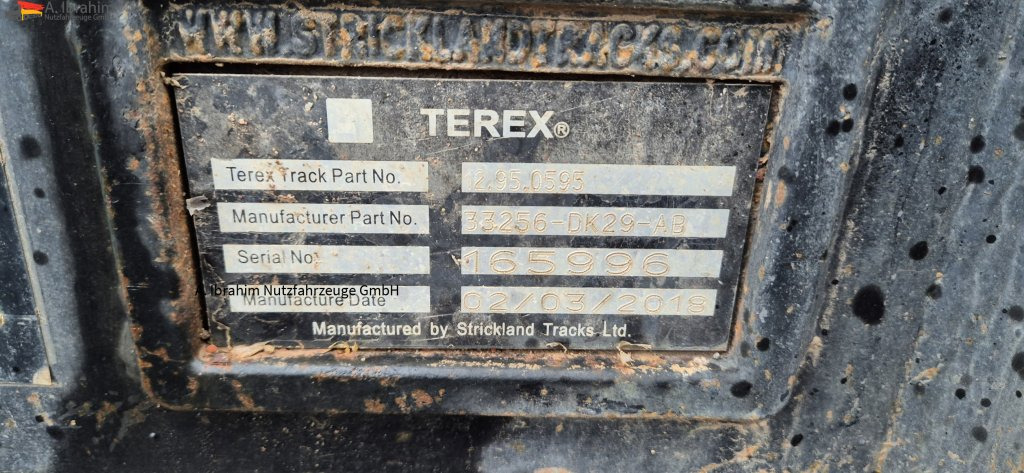 A. Ibrahim
Nutzfahrzeuge GmbH
WWW.STRICKLANDTRACKS.COM
TEREX®
Terex Track Part No. 12.95.0595
Manufacturer Part No. 33256-DK29-AB
Serial No 165996
A. Ibrahim Nutzfahrzeuge GmbH
Manufacture Date 02/03/2019
Manufactured by Strickland Tracks Ltd.